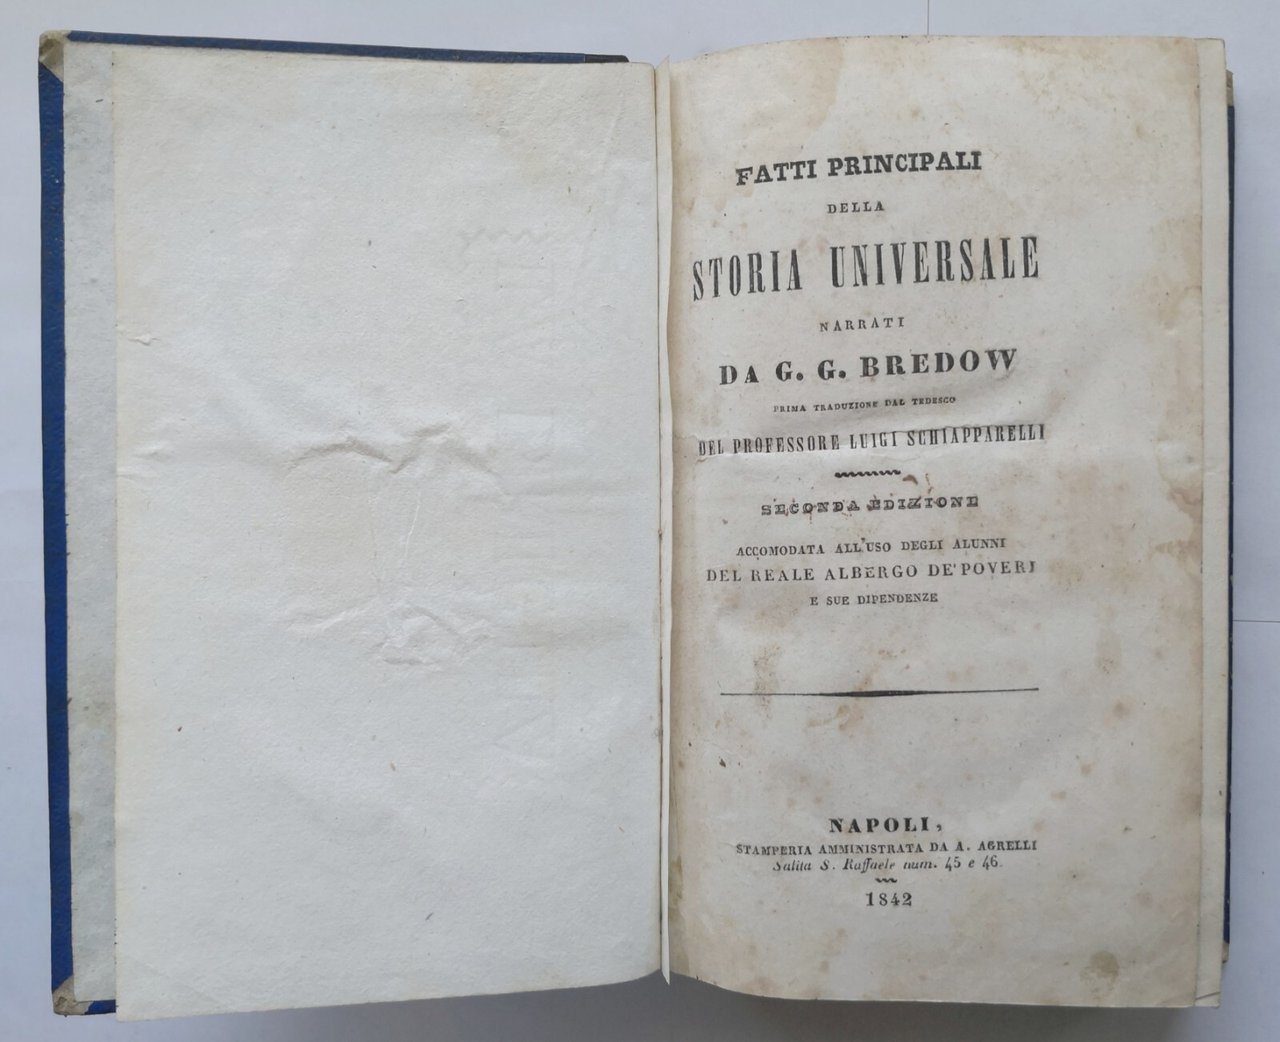 FATTI PRINCIPALI
DELLA
STORIA UNIVERSALE
NARRATI
DA G. G. BREDOW
PRIMA TRADUZIONE DAL TEDESCO
DEL PROFESSORE LUIGI SCHIAPPARELLI
SECONDA EDIZIONE
ACCOMODATA ALL'USO DEGLI ALUNNI
DEL REALE ALBERGO DE'POVERI
E SUE DIPENDENZE
NAPOLI,
STAMPERIA AMMINISTRATA DA A. AGRELLI
Salita S. Raffaele num. 45 e 46.
1842